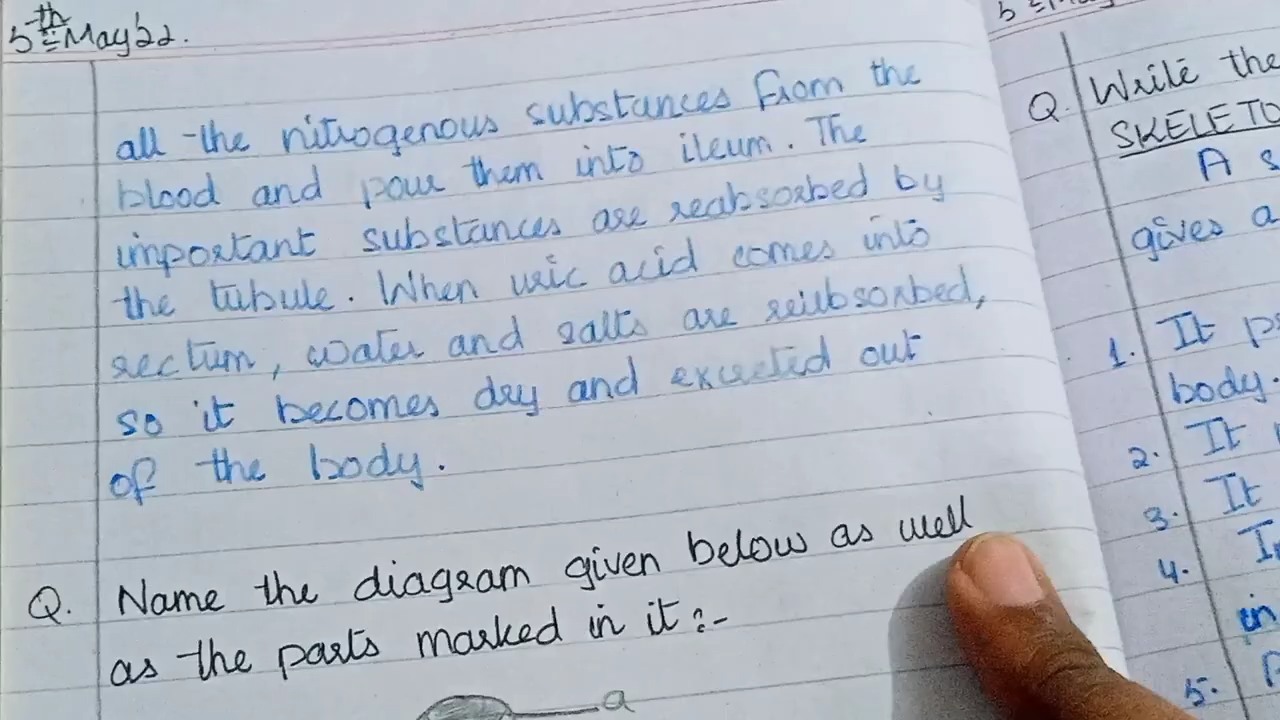 5th May'22.
all the nitrogenous substances from the
blood and pour them into ileum. The
important substances are reabsorbed by
the tubule. When uric acid comes into
rectum, water and salts are reiibsorbed,
so it becomes dry and excreted out
of the body.
Q. Name the diagram given below as well
as the parts marked in it :-
a
Q. Write the
SKELETO
A s
gives a
1. It p
body.
2. It
3. It
4. I
in
5.